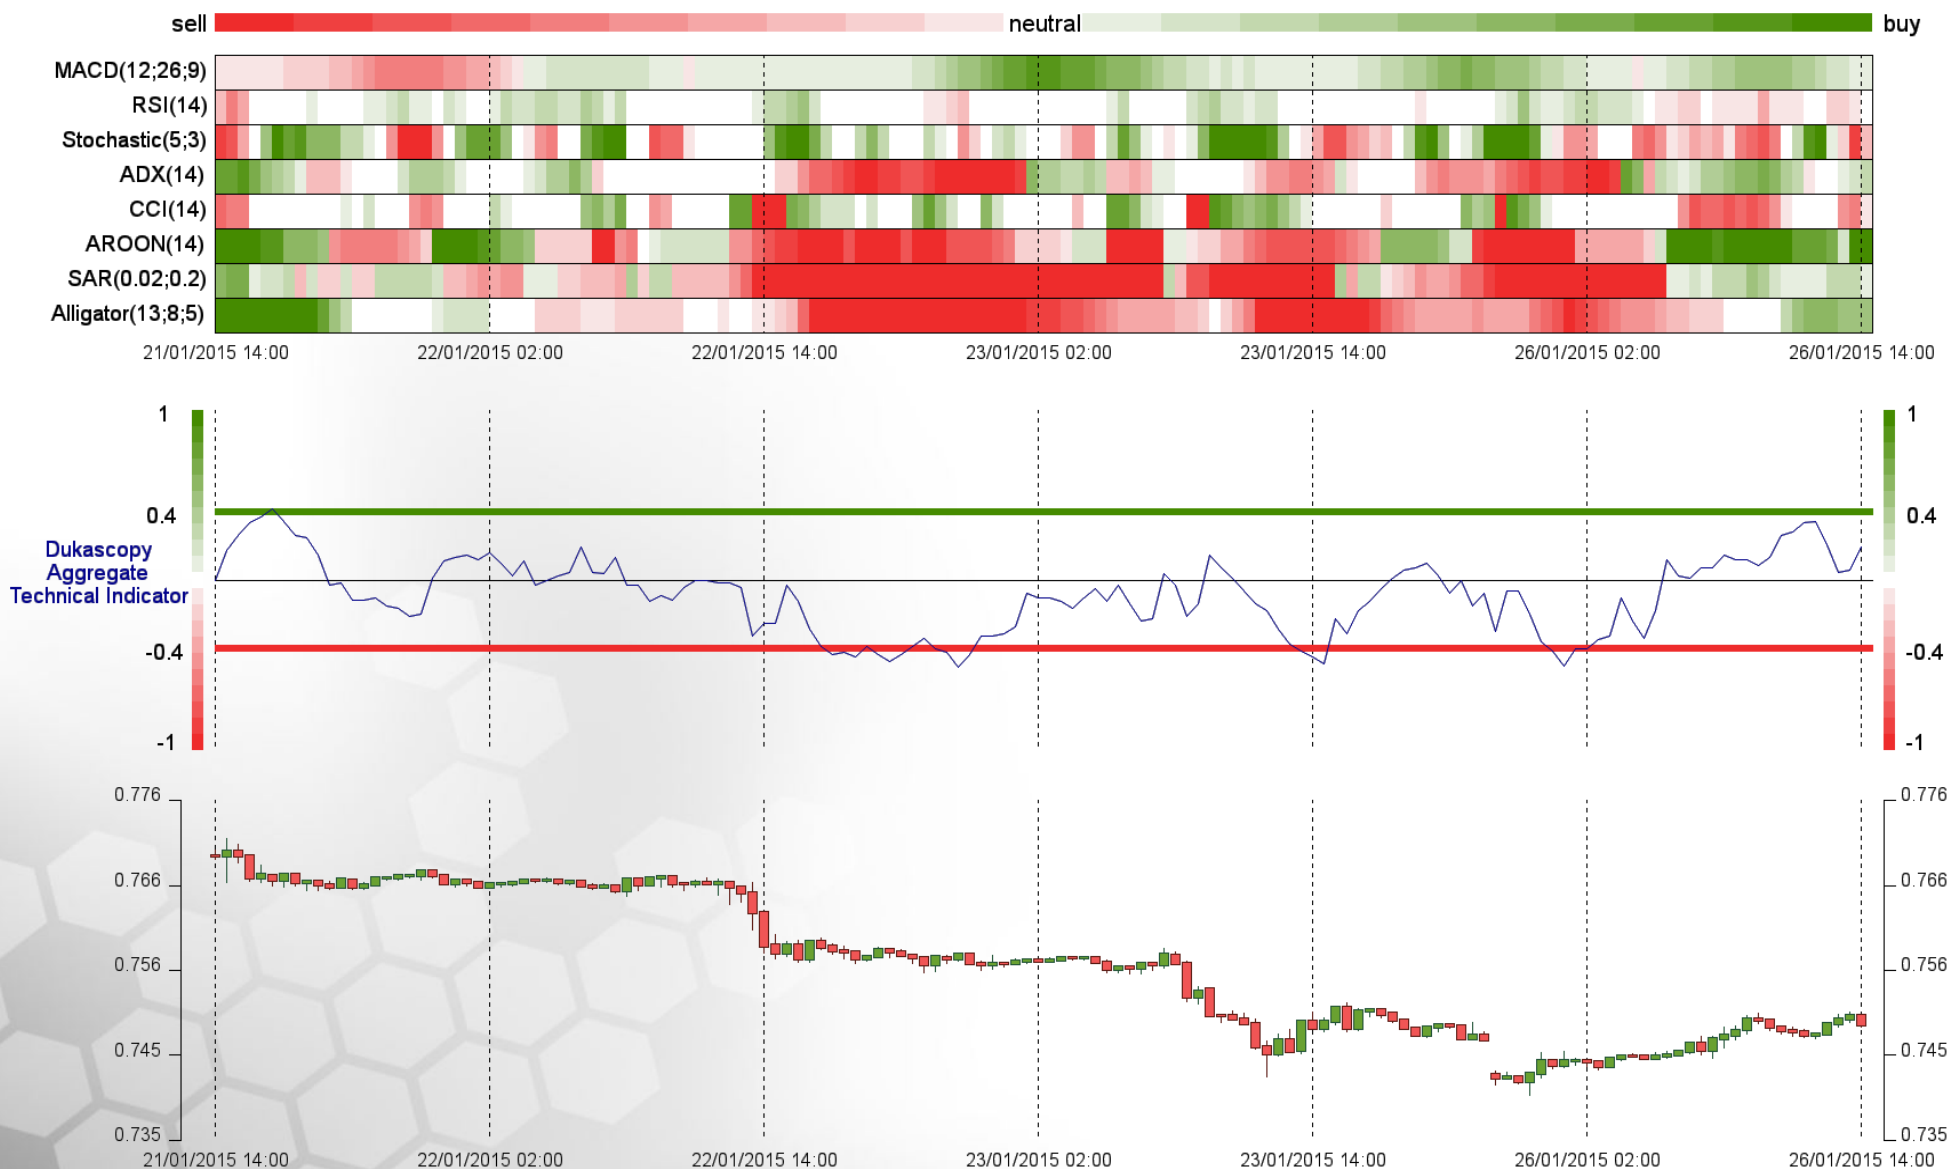 sell neutral buy
MACD(12;26;9)
RSI(14)
Stochastic(5;3)
ADX(14)
CCI(14)
AROON(14)
SAR(0.02;0.2)
Alligator(13;8;5)
21/01/2015 14:00 22/01/2015 02:00 22/01/2015 14:00 23/01/2015 02:00 23/01/2015 14:00 26/01/2015 02:00 26/01/2015 14:00
1 1
0.4 0.4
Dukascopy
Aggregate
Technical Indicator
-0.4 -0.4
-1 -1
0.776 0.776
0.766 0.766
0.756 0.756
0.745 0.745
0.735 0.735
21/01/2015 14:00 22/01/2015 02:00 22/01/2015 14:00 23/01/2015 02:00 23/01/2015 14:00 26/01/2015 02:00 26/01/2015 14:00